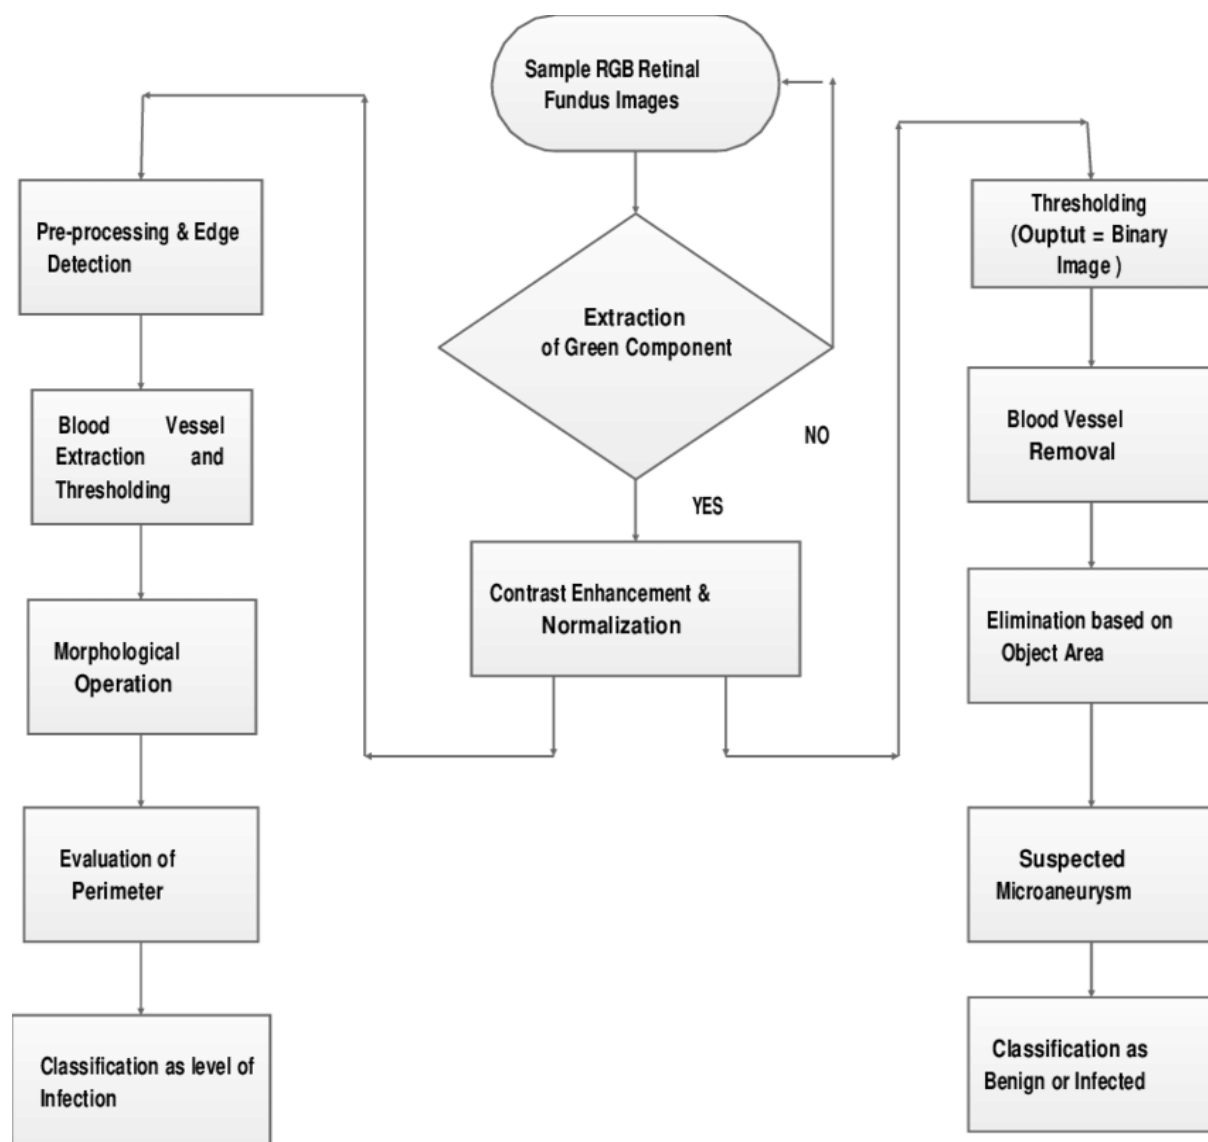 Sample RGB Retinal
Fundus Images
Extraction
of Green Component
NO
YES
Contrast Enhancement &
Normalization
Pre-processing & Edge
Detection
Blood Vessel
Extraction and
Thresholding
Morphological
Operation
Evaluation of
Perimeter
Classification as level of
Infection
Thresholding
(Ouptut = Binary
Image )
Blood Vessel
Removal
Elimination based on
Object Area
Suspected
Microaneurysm
Classification as
Benign or Infected